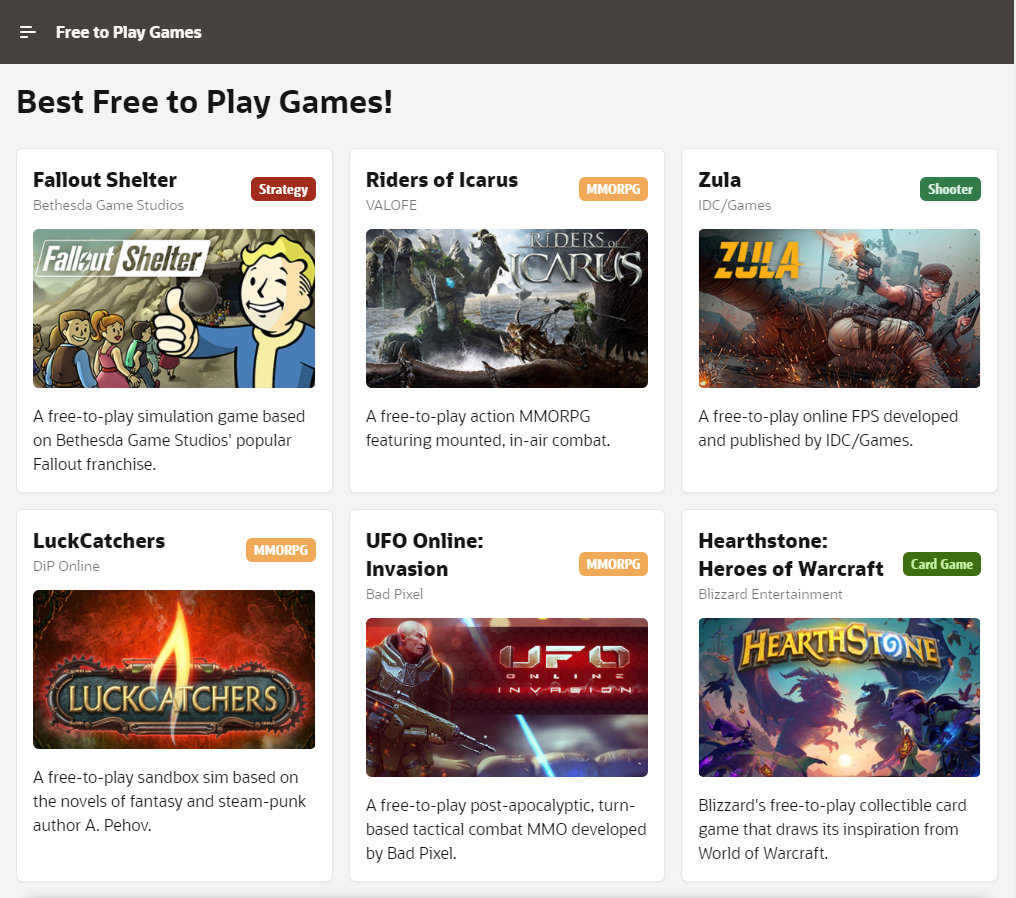 Free to Play Games
Best Free to Play Games!
Fallout Shelter
Strategy
Bethesda Game Studios
Fallout Shelter
A free-to-play simulation game based
on Bethesda Game Studios' popular
Fallout franchise.
Riders of Icarus
MMORPG
VALOFE
RIDERS OF
ICARUS
A free-to-play action MMORPG
featuring mounted, in-air combat.
Zula
Shooter
IDC/Games
ZULA
A free-to-play online FPS developed
and published by IDC/Games.
LuckCatchers
MMORPG
DiP Online
LUCKCATCHERS
A free-to-play sandbox sim based on
the novels of fantasy and steam-punk
author A. Pehov.
UFO Online:
Invasion
MMORPG
Bad Pixel
UFO
ONLINE
INVASION
A free-to-play post-apocalyptic, turn-
based tactical combat MMO developed
by Bad Pixel.
Hearthstone:
Heroes of Warcraft
Card Game
Blizzard Entertainment
HEARTHSTONE
Blizzard's free-to-play collectible card
game that draws its inspiration from
World of Warcraft.